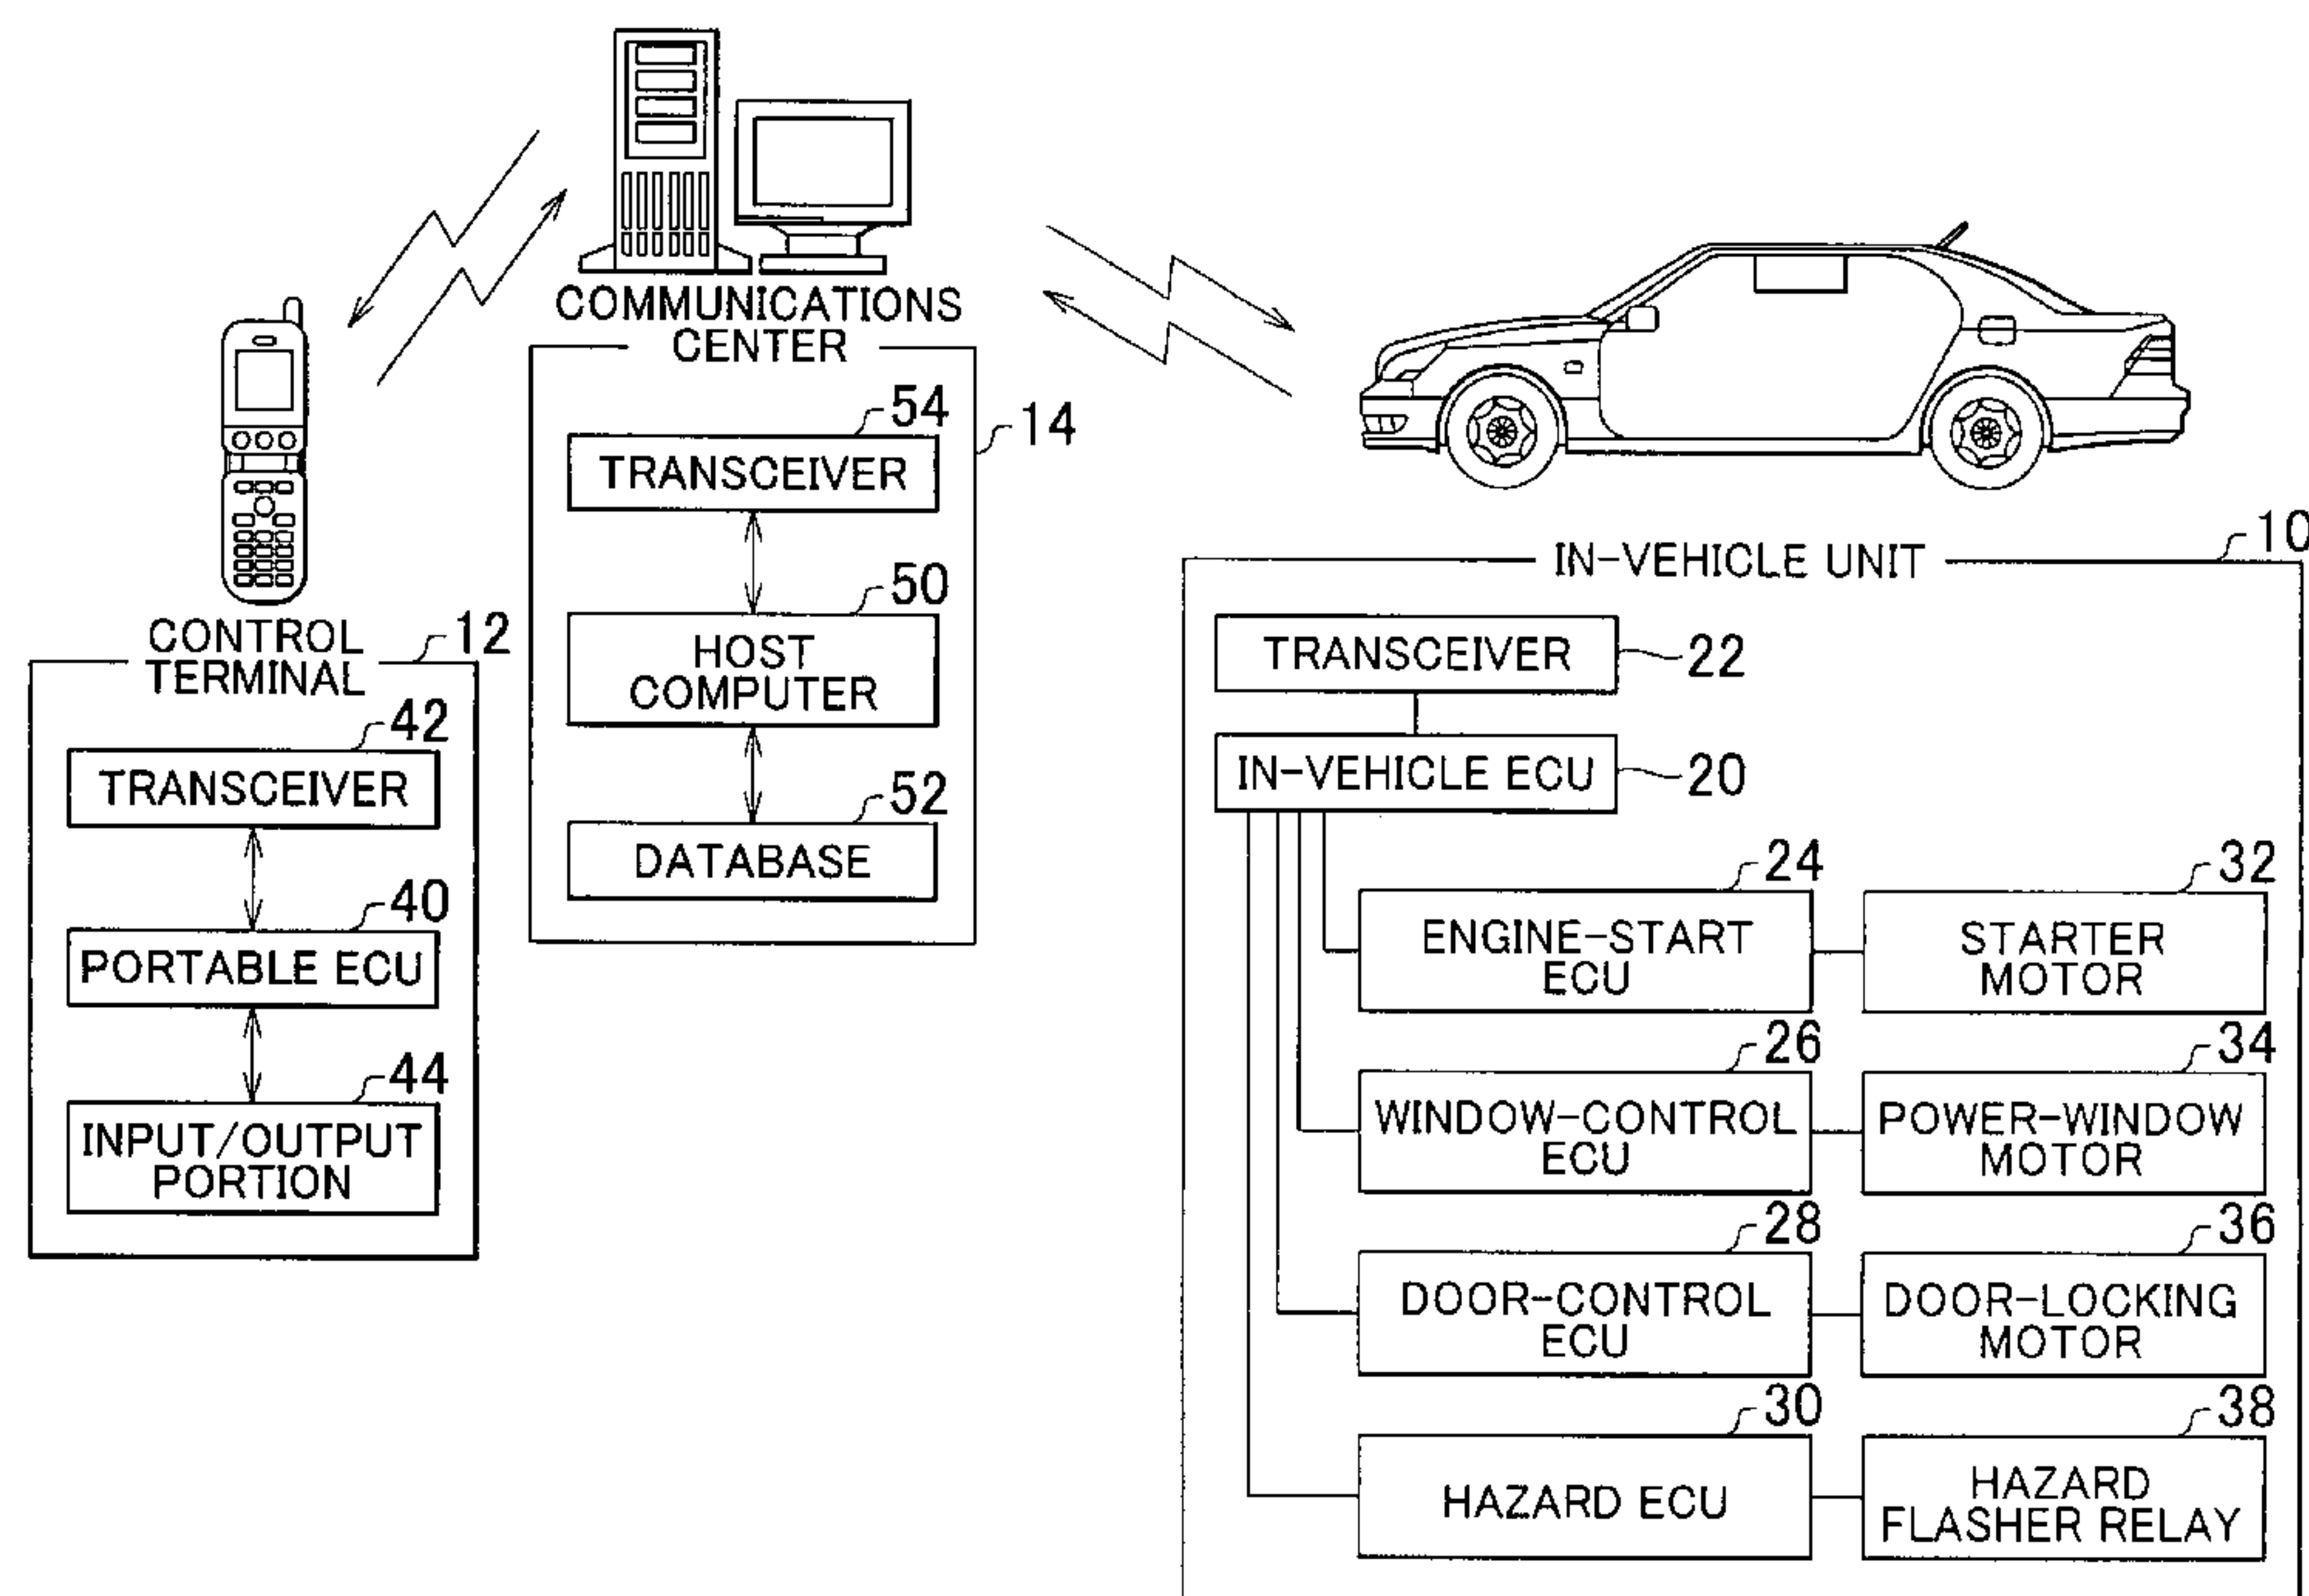 COMMUNICATIONS
CENTER
14
54
TRANSCEIVER
50
HOST
COMPUTER
52
DATABASE
CONTROL
TERMINAL
12
42
TRANSCEIVER
40
PORTABLE ECU
44
INPUT/OUTPUT
PORTION
IN-VEHICLE UNIT
10
TRANSCEIVER
22
IN-VEHICLE ECU
20
24
ENGINE-START
ECU
32
STARTER
MOTOR
26
WINDOW-CONTROL
ECU
34
POWER-WINDOW
MOTOR
28
DOOR-CONTROL
ECU
36
DOOR-LOCKING
MOTOR
30
HAZARD ECU
38
HAZARD
FLASHER RELAY